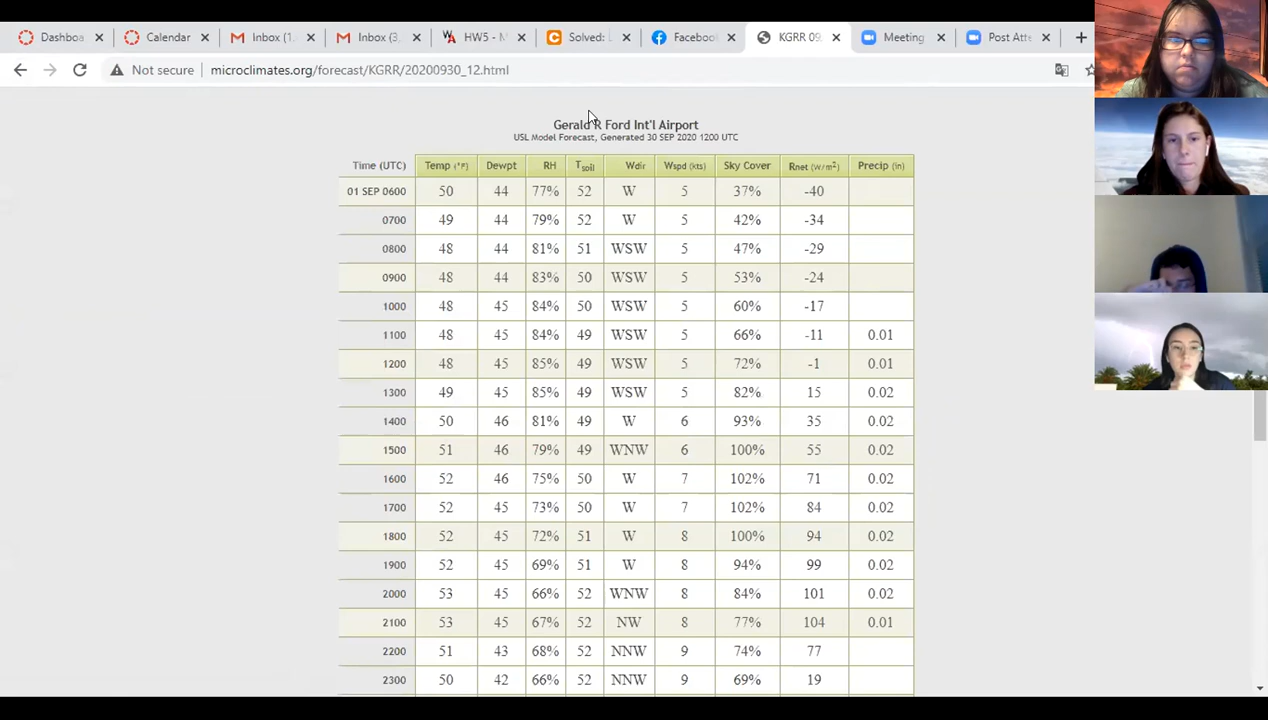 Dashboa
Calendar
Inbox (1.
Inbox (3,
HW5 - M
Solved: L
Facebook
KGRR 09.
Meeting
Post Atte
Not secure
microclimates.org/forecast/KGRR/20200930_12.html
Gerald R Ford Int'l Airport
USL Model Forecast, Generated 30 SEP 2020 1200 UTC
Time (UTC) Temp (°F) Dewpt RH Tsoil Wdir Wspd (kts) Sky Cover Rnet (W/m²) Precip (in)
01 SEP 0600 50 44 77% 52 W 5 37% -40
0700 49 44 79% 52 W 5 42% -34
0800 48 44 81% 51 WSW 5 47% -29
0900 48 44 83% 50 WSW 5 53% -24
1000 48 45 84% 50 WSW 5 60% -17
1100 48 45 84% 49 WSW 5 66% -11 0.01
1200 48 45 85% 49 WSW 5 72% -1 0.01
1300 49 45 85% 49 WSW 5 82% 15 0.02
1400 50 46 81% 49 W 6 93% 35 0.02
1500 51 46 79% 49 WNW 6 100% 55 0.02
1600 52 46 75% 50 W 7 102% 71 0.02
1700 52 45 73% 50 W 7 102% 84 0.02
1800 52 45 72% 51 W 8 100% 94 0.02
1900 52 45 69% 51 W 8 94% 99 0.02
2000 53 45 66% 52 WNW 8 84% 101 0.02
2100 53 45 67% 52 NW 8 77% 104 0.01
2200 51 43 68% 52 NNW 9 74% 77
2300 50 42 66% 52 NNW 9 69% 19